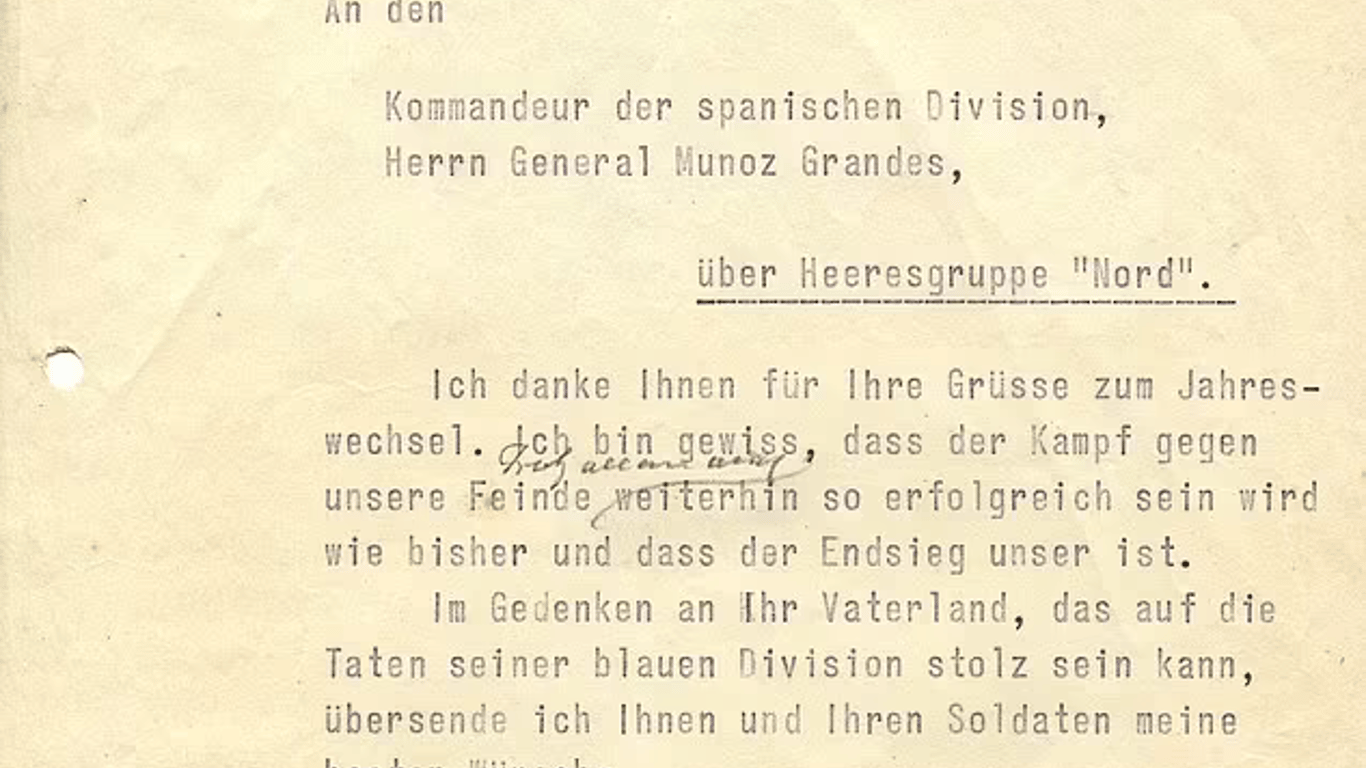 An den
Kommandeur der spanischen Division,
Herrn General Munoz Grandes,
über Heeresgruppe "Nord".
Ich danke Ihnen für Ihre Grüsse zum Jahres-
wechsel. Ich bin gewiss, dass der Kampf gegen
unsere Feinde weiterhin so erfolgreich sein wird
wie bisher und dass der Endsieg unser ist.
Im Gedenken an Ihr Vaterland, das auf die
Taten seiner blauen Division stolz sein kann,
übersende ich Ihnen und Ihren Soldaten meine